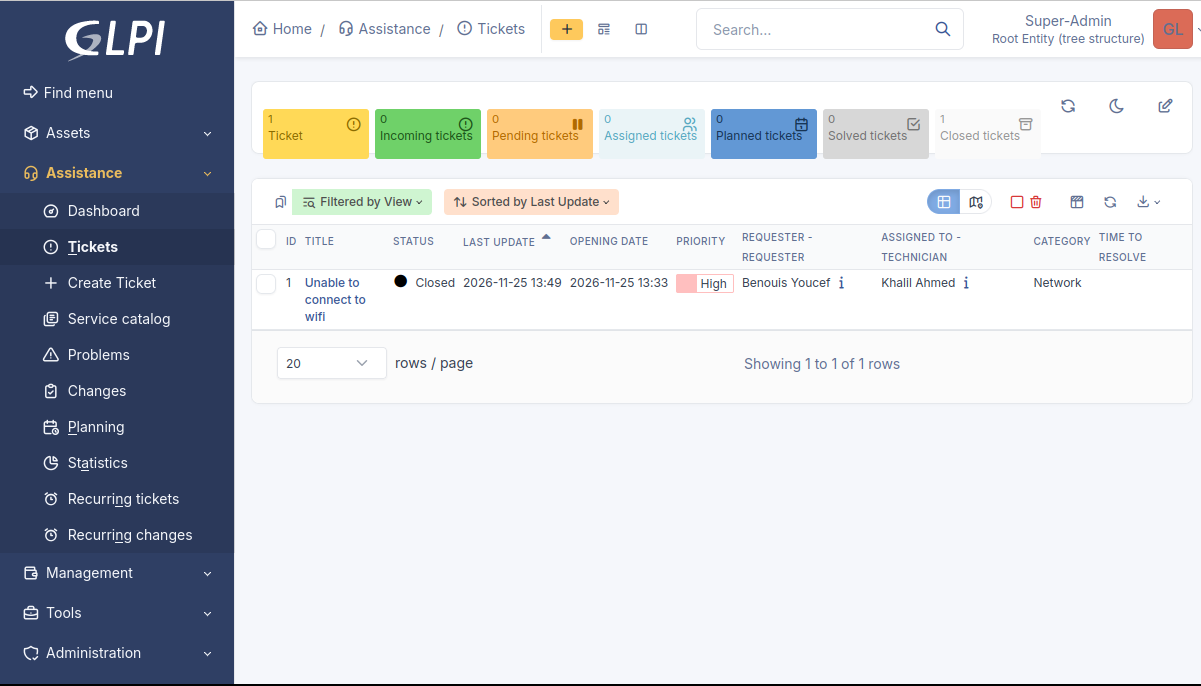 GLPI
Home / Assistance / Tickets
Search...
Super-Admin
Root Entity (tree structure)
GL
Find menu
Assets
Assistance
Dashboard
Tickets
Create Ticket
Service catalog
Problems
Changes
Planning
Statistics
Recurring tickets
Recurring changes
Management
Tools
Administration
1
Ticket
0
Incoming tickets
0
Pending tickets
0
Assigned tickets
0
Planned tickets
0
Solved tickets
1
Closed tickets
Filtered by View
Sorted by Last Update
ID TITLE STATUS LAST UPDATE OPENING DATE PRIORITY REQUESTER - ASSIGNED TO - CATEGORY TIME TO
REQUESTER TECHNICIAN RESOLVE
1 Unable to Closed 2026-11-25 13:49 2026-11-25 13:33 High Benouis Youcef i Khalil Ahmed i Network
connect to
wifi
20 rows / page Showing 1 to 1 of 1 rows